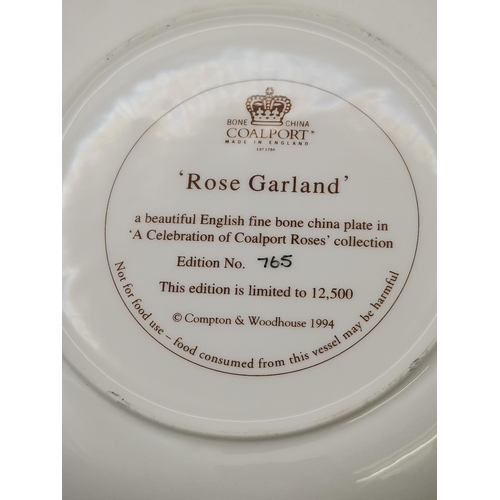 BONE CHINA
COALPORT®
MADE IN ENGLAND
EST 1750
'Rose Garland'
a beautiful English fine bone china plate in
'A Celebration of Coalport Roses' collection
Edition No. 765
This edition is limited to 12,500
© Compton & Woodhouse 1994
Not for food use – food consumed from this vessel may be harmful